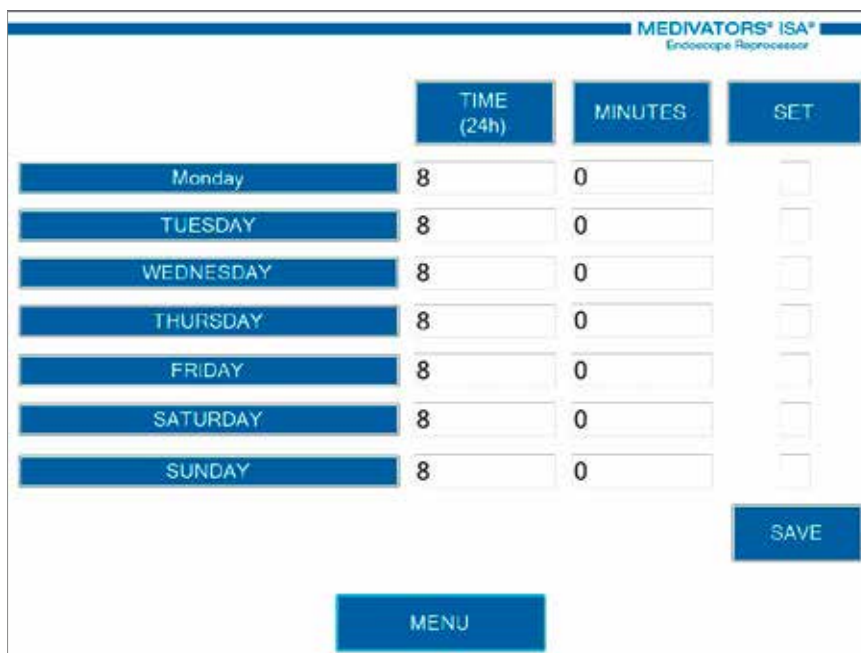 MEDIVATORS® ISA®
Endoscope Reprocessor
TIME (24h) MINUTES SET
Monday 8 0
TUESDAY 8 0
WEDNESDAY 8 0
THURSDAY 8 0
FRIDAY 8 0
SATURDAY 8 0
SUNDAY 8 0
SAVE
MENU